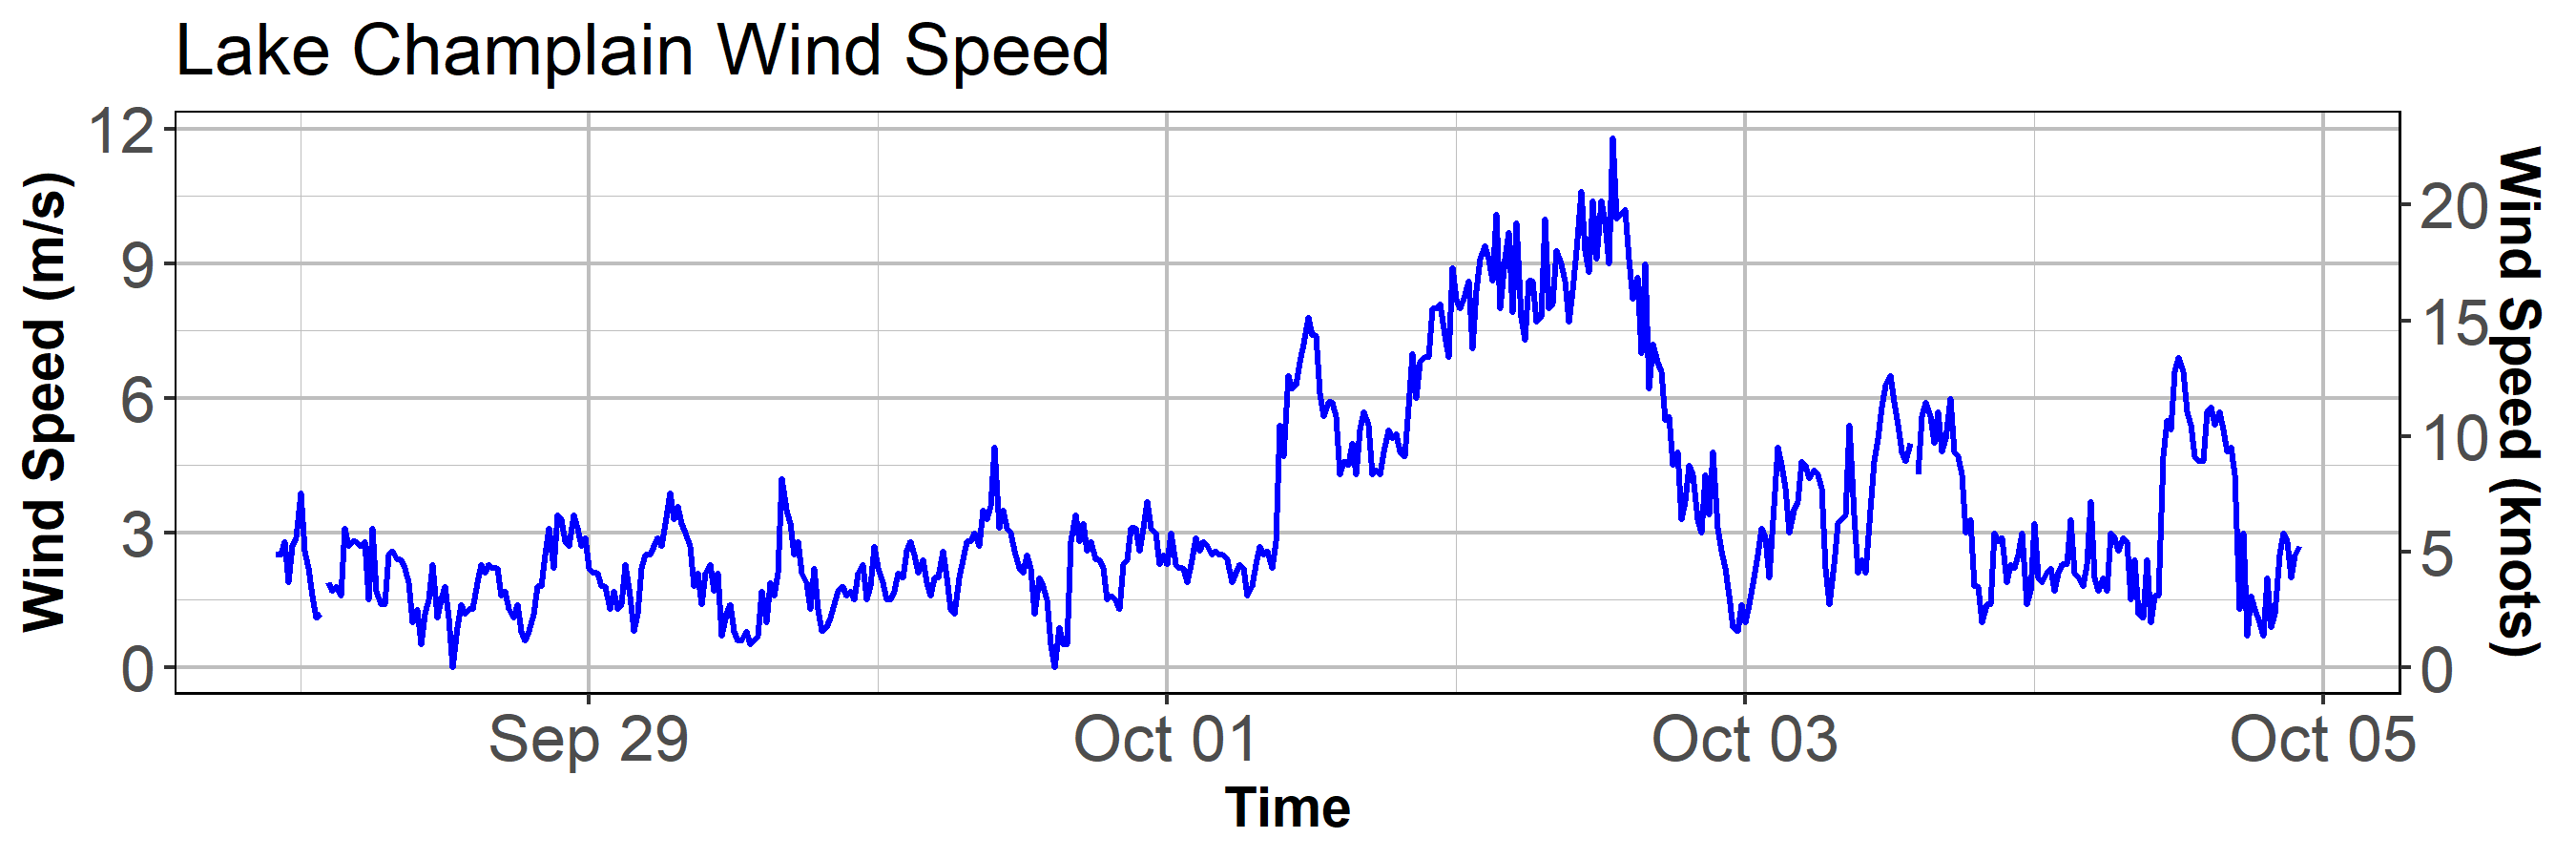 Lake Champlain Wind Speed
Wind Speed (m/s)
12
9
6
3
0
20
15
10
5
0
Wind Speed (knots)
Sep 29
Oct 01
Oct 03
Oct 05
Time